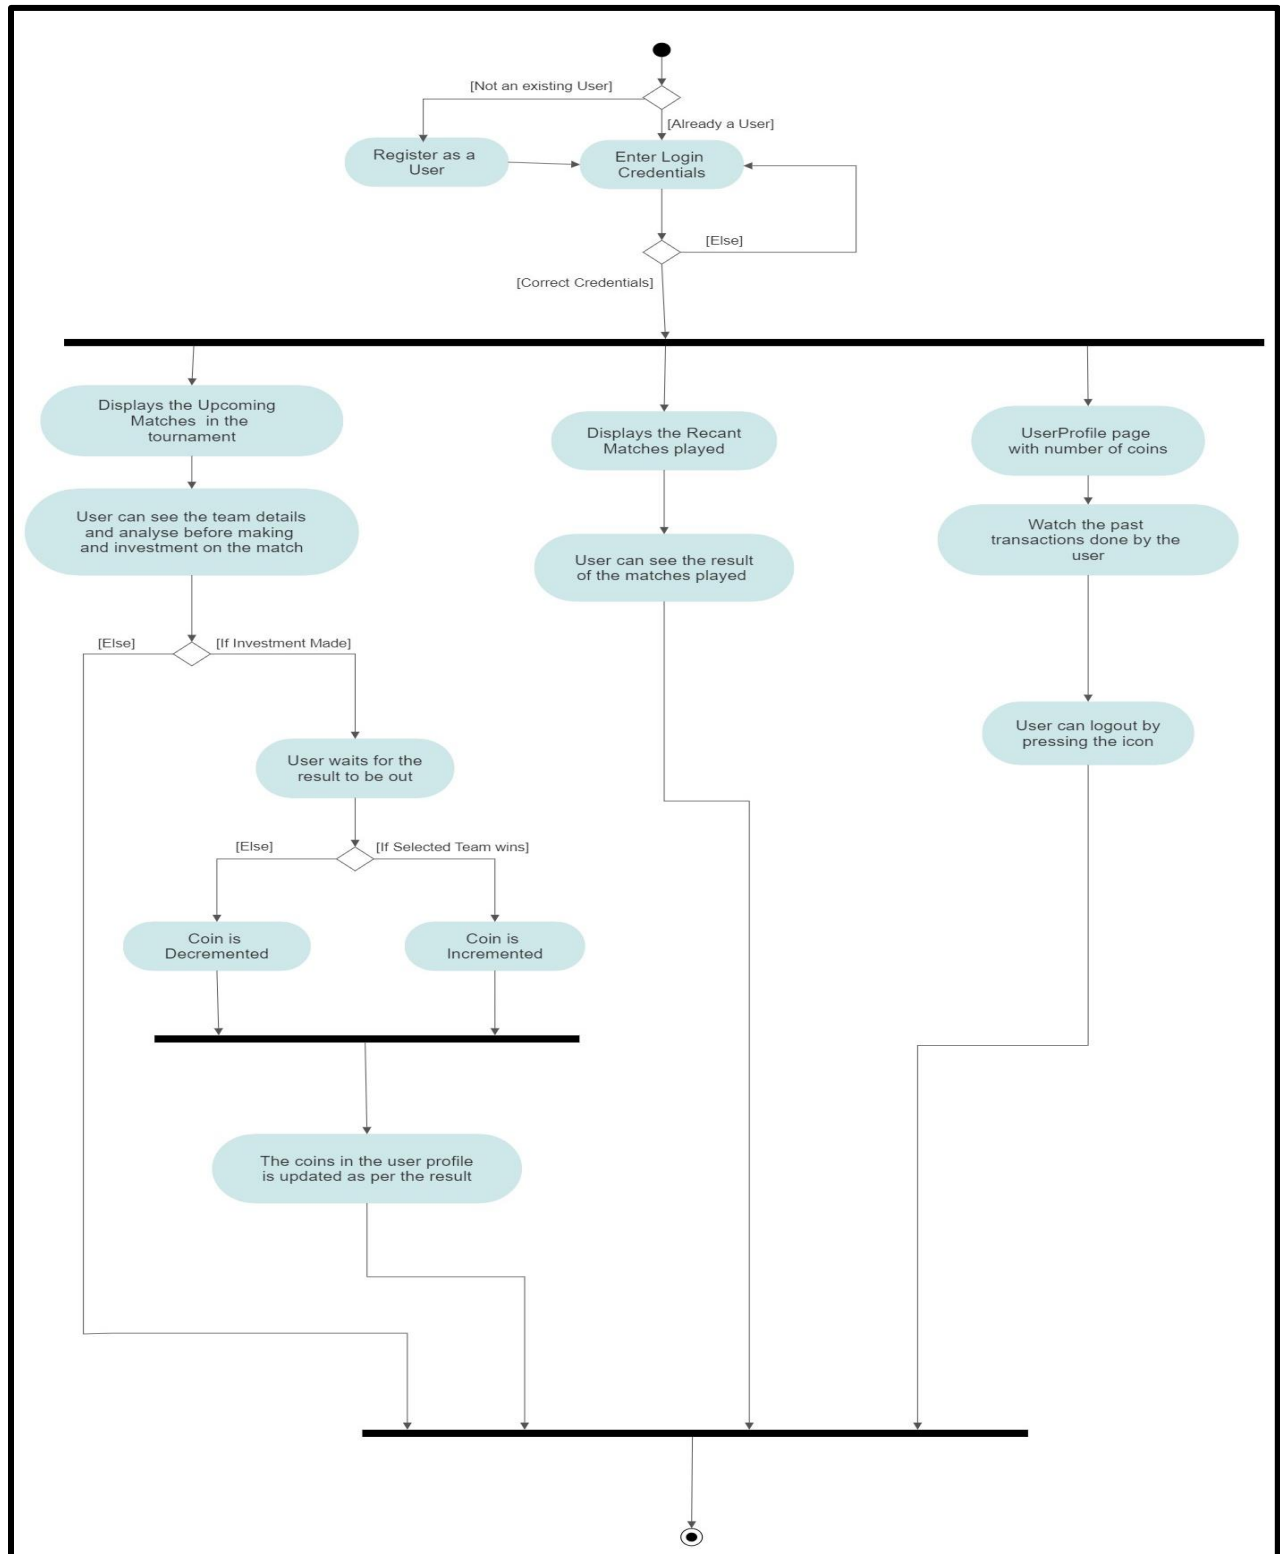 [Not an existing User]
[Already a User]
Register as a
User
Enter Login
Credentials
[Else]
[Correct Credentials]
Displays the Upcoming
Matches in the
tournament
Displays the Recant
Matches played
UserProfile page
with number of coins
User can see the team details
and analyse before making
and investment on the match
Watch the past
transactions done by the
user
User can see the result
of the matches played
[Else]
[If Investment Made]
User can logout by
pressing the icon
User waits for the
result to be out
[Else]
[If Selected Team wins]
Coin is
Decremented
Coin is
Incremented
The coins in the user profile
is updated as per the result